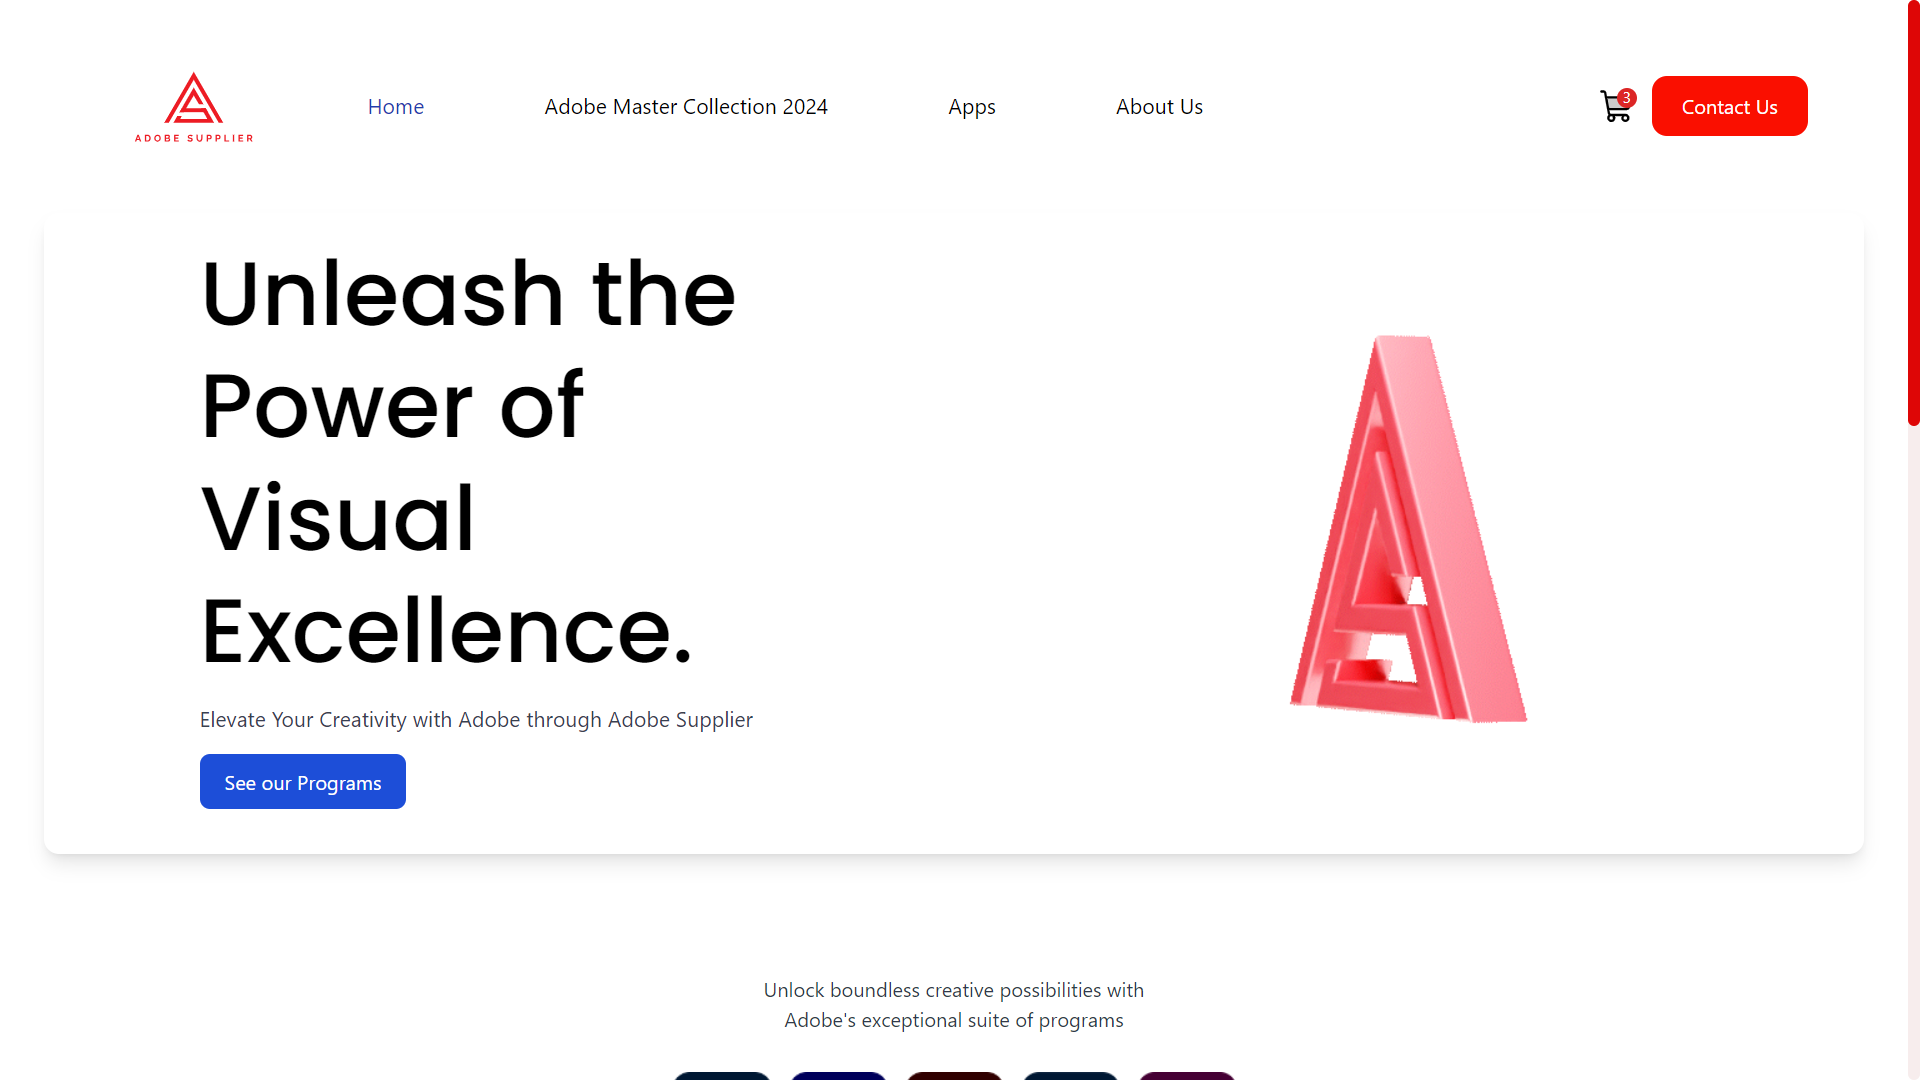 ADOBE SUPPLIER
Home
Adobe Master Collection 2024
Apps
About Us
3
Contact Us
Unleash the
Power of
Visual
Excellence.
Elevate Your Creativity with Adobe through Adobe Supplier
See our Programs
Unlock boundless creative possibilities with
Adobe's exceptional suite of programs